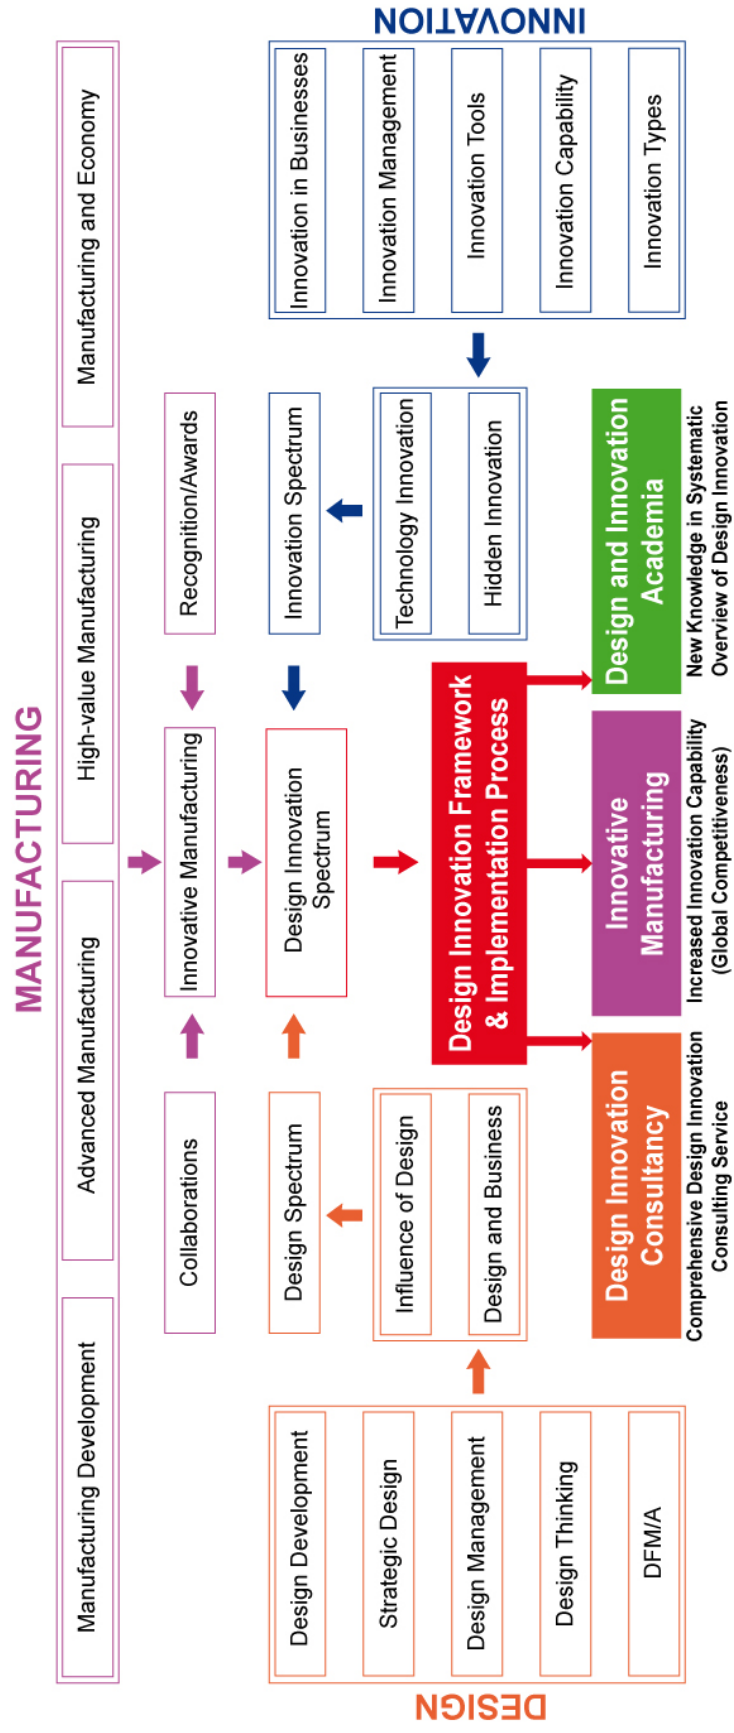 MANUFACTURING
Manufacturing Development
Advanced Manufacturing
High-value Manufacturing
Manufacturing and Economy
Collaborations
Innovative Manufacturing
Recognition/Awards
DESIGN
Design Development
Strategic Design
Design Management
Design Thinking
DFM/A
Design Spectrum
Influence of Design
Design and Business
Design Innovation
Spectrum
Innovation Spectrum
Technology Innovation
Hidden Innovation
INNOVATION
Innovation in Businesses
Innovation Management
Innovation Tools
Innovation Capability
Innovation Types
Design Innovation Framework
& Implementation Process
Design Innovation
Consultancy
Comprehensive Design Innovation
Consulting Service
Innovative
Manufacturing
Increased Innovation Capability
(Global Competitiveness)
Design and Innovation
Academia
New Knowledge in Systematic
Overview of Design Innovation